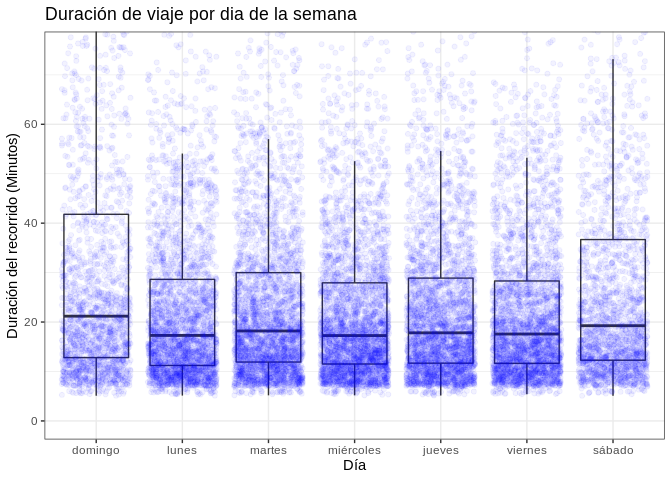 Duración de viaje por dia de la semana
Duración del recorrido (Minutos)
60
40
20
0
domingo lunes martes miércoles jueves viernes sábado
Día